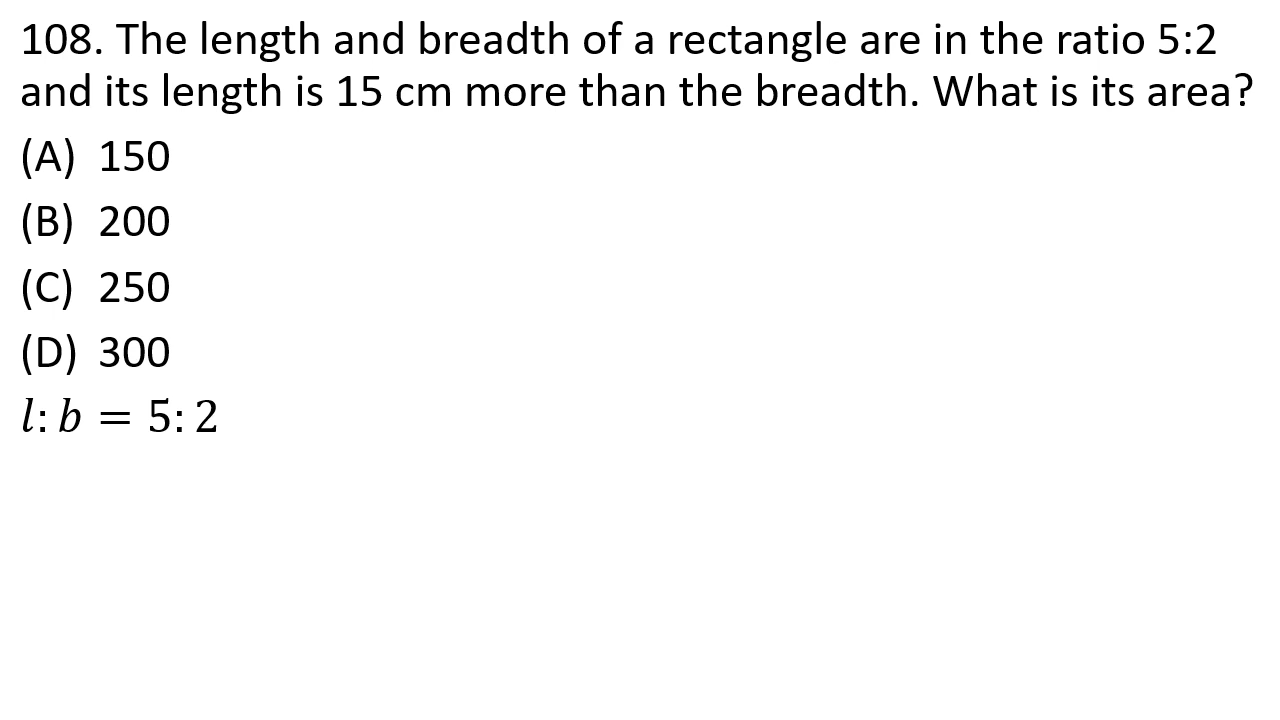 108. The length and breadth of a rectangle are in the ratio 5:2
and its length is 15 cm more than the breadth. What is its area?
(A) 150
(B) 200
(C) 250
(D) 300
l: b = 5: 2